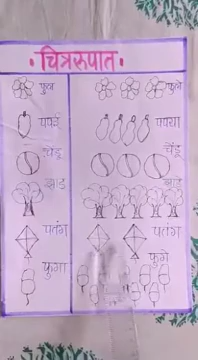 चित्ररूपात
फुल
फुले
पपई
पपया
चेंडू
चेंडू
झाड
झाडे
पतंग
पतंग
फुगा
फुगे